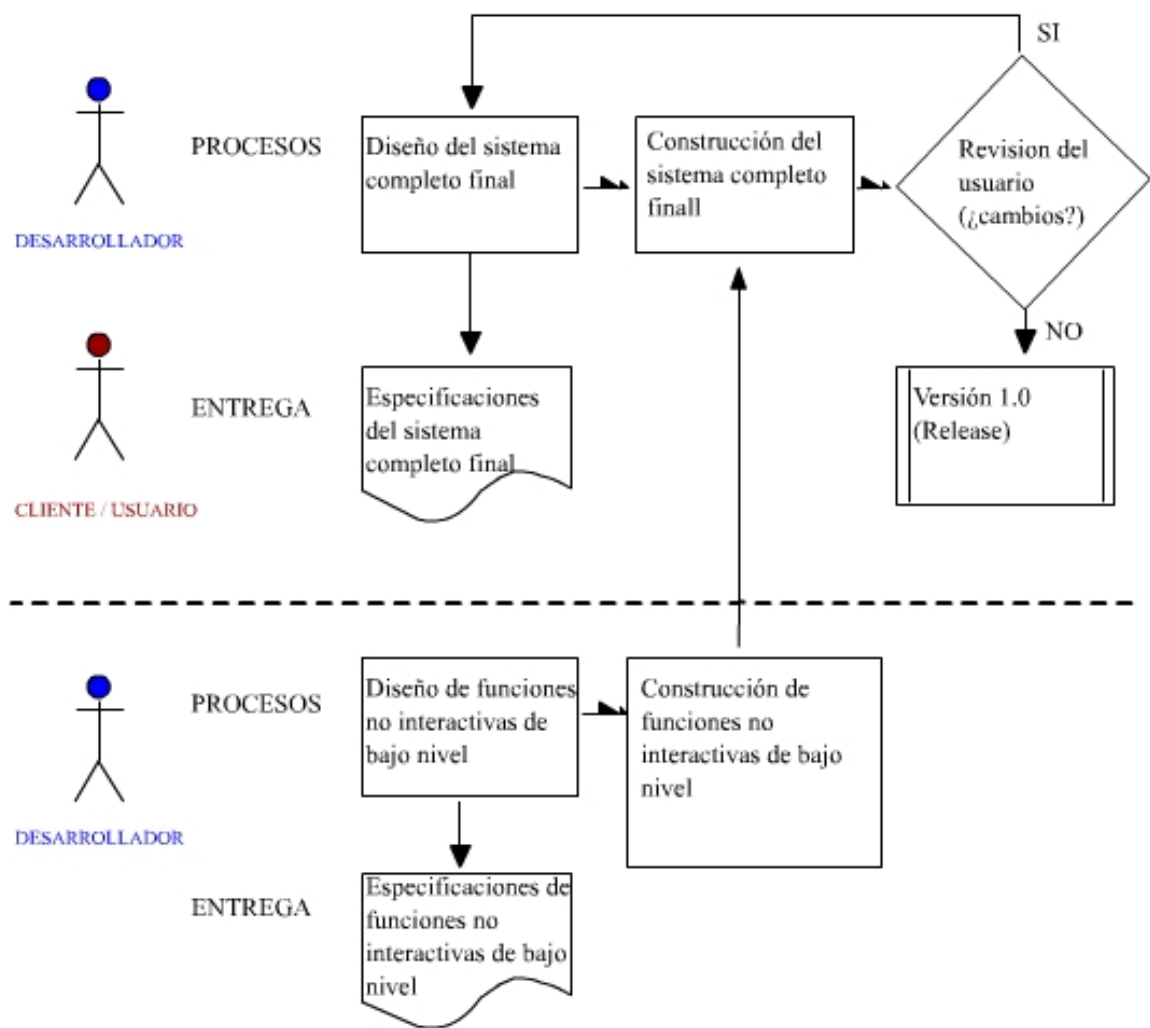 SI
PROCESOS
Diseño del sistema
completo final
Construcción del
sistema completo
finall
Revision del
usuario
(¿cambios?)
DESARROLLADOR
NO
ENTREGA
Especificaciones
del sistema
completo final
Versión 1.0
(Release)
CLIENTE / USUARIO
PROCESOS
Diseño de funciones
no interactivas de
bajo nivel
Construcción de
funciones no
interactivas de bajo
nivel
DESARROLLADOR
ENTREGA
Especificaciones de
funciones no
interactivas de bajo
nivel